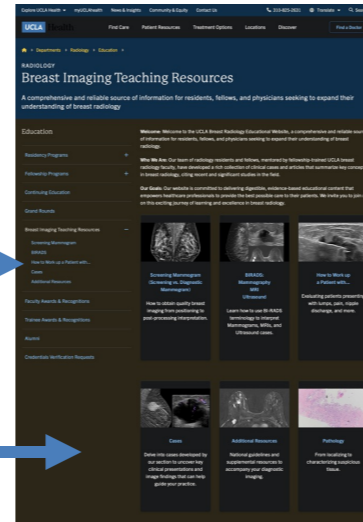 Explore UCLA Health myUCLAhealth News & Insights Community & Equity Contact Us 310-825-2631 Translate
UCLA Health Find Care Patient Resources Treatment Options Locations Discover Find a Doctor
Departments Radiology Education
RADIOLOGY
Breast Imaging Teaching Resources
A comprehensive and reliable source of information for residents, fellows, and physicians seeking to expand their
understanding of breast radiology
Education
Residency Programs +
Fellowship Programs +
Continuing Education
Grand Rounds
Breast Imaging Teaching Resources −
Screening Mammogram
BIRADS
How to Work up a Patient with...
Cases
Additional Resources
Faculty Awards & Recognitions
Trainee Awards & Recognitions
Alumni
Credentials Verification Requests
Welcome: Welcome to the UCLA Breast Radiology Educational Website, a comprehensive and reliable
of information for residents, fellows, and physicians seeking to expand their understanding of breast
radiology.
Who We Are: Our team of radiology residents and fellows, mentored by fellowship-trained UCLA breast
radiology faculty, have developed a rich collection of clinical cases and articles that summarize key
in breast radiology, citing recent and significant studies in the field.
Our Goals: Our website is committed to delivering digestible, evidence-based educational content that
empowers healthcare professionals to provide the best possible care to their patients. We invite you to join
on this exciting journey of learning and excellence in breast radiology.
Screening Mammogram
(Screening vs. Diagnostic
Mammogram)
How to obtain quality breast
imaging from positioning to
post-processing interpretation.
BIRADS:
Mammography
MRI
Ultrasound
Learn how to use BI-RADS
terminology to interpret
Mammograms, MRIs, and
Ultrasound cases.
How to Work up
a Patient with...
Evaluating patients
with lumps, pain, nipple
discharge, and more.
Cases
Delve into cases developed by
our section to uncover key
clinical presentations and
image findings that can help
guide your practice.
Additional Resources
National guidelines and
supplemental resources to
accompany your diagnostic
imaging.
Pathology
From localizing to
characterizing suspicious
tissue.